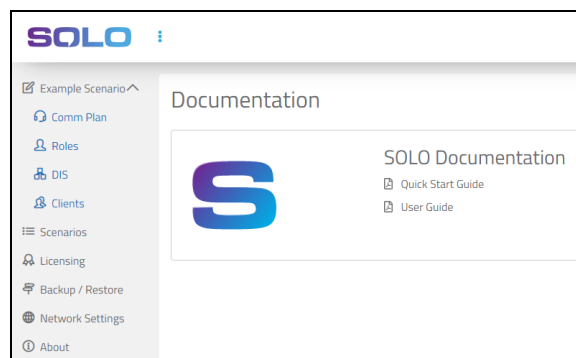 SOLO
Example Scenario
Comm Plan
Roles
DIS
Clients
Scenarios
Licensing
Backup / Restore
Network Settings
About
Documentation
S
SOLO Documentation
Quick Start Guide
User Guide